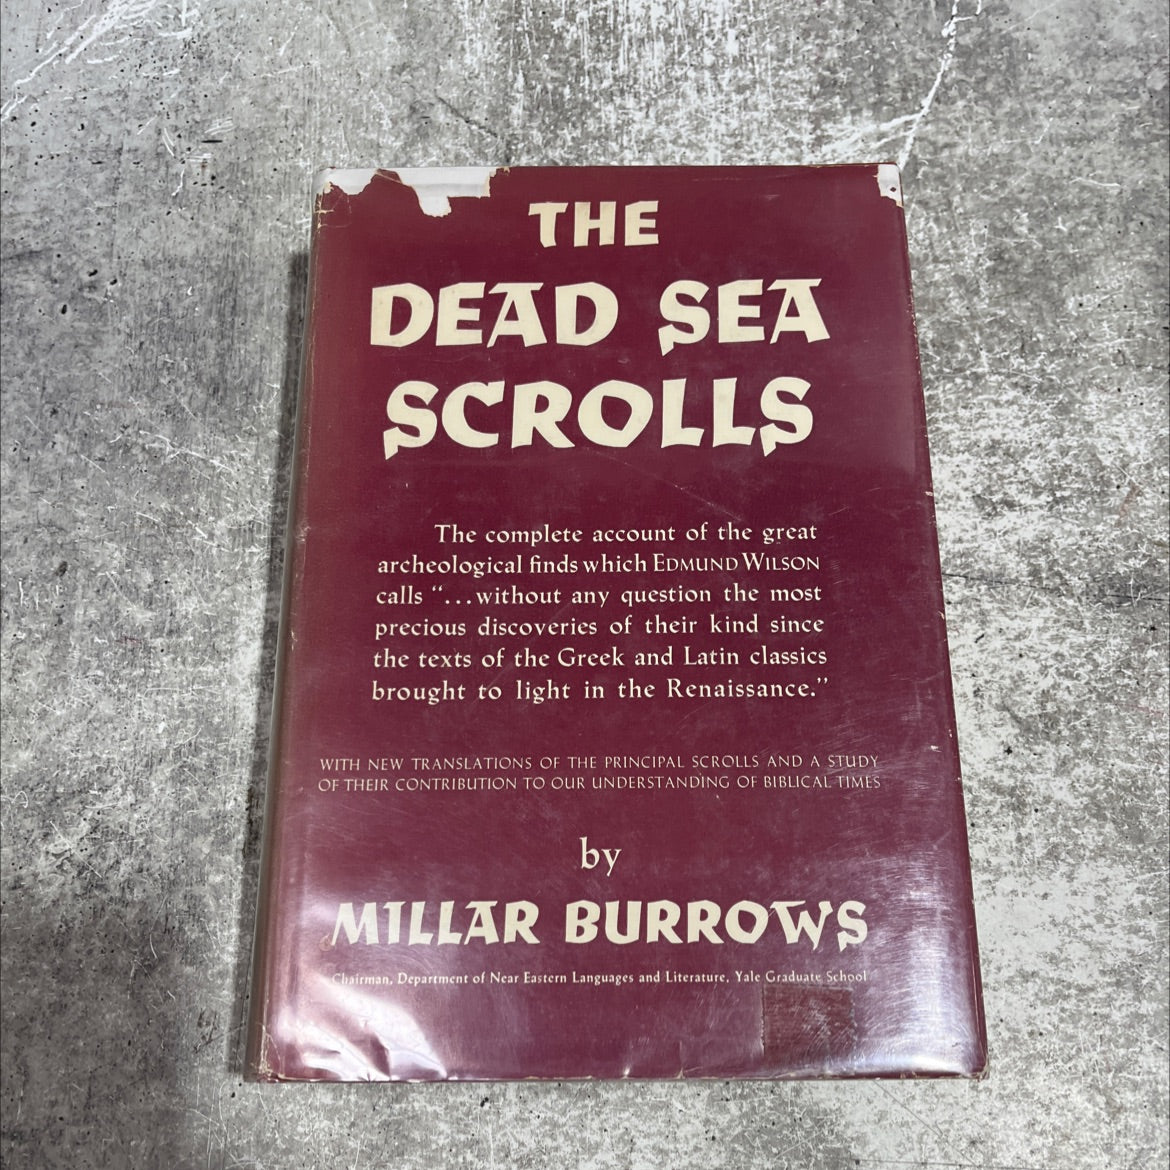 THE
DEAD SEA
SCROLLS
The complete account of the great
archeological finds which EDMUND WILSON
calls “...without any question the most
precious discoveries of their kind since
the texts of the Greek and Latin classics
brought to light in the Renaissance.”
WITH NEW TRANSLATIONS OF THE PRINCIPAL SCROLLS AND A STUDY
OF THEIR CONTRIBUTION TO OUR UNDERSTANDING OF BIBLICAL TIMES
by
MILLAR BURROWS
Chairman, Department of Near Eastern Languages and Literature, Yale Graduate School